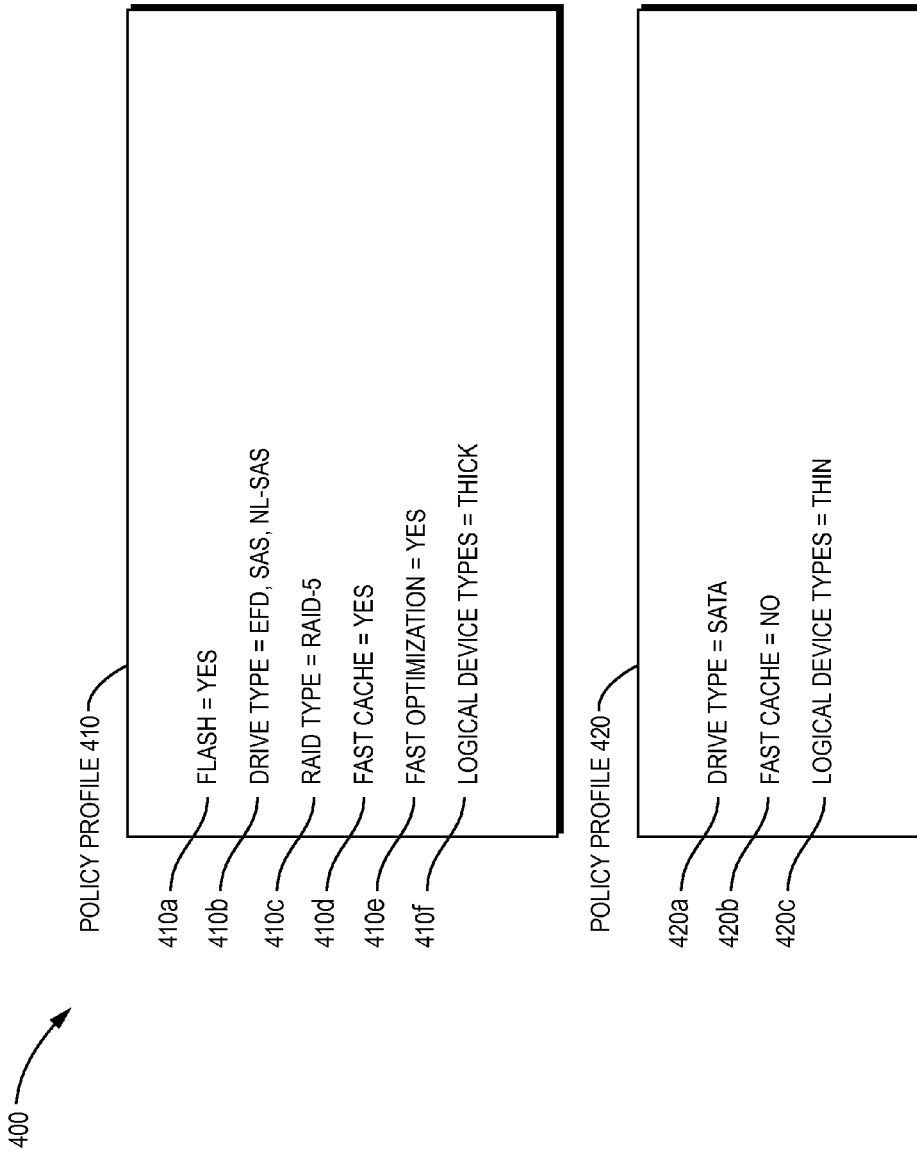 400
POLICY PROFILE 410
410a FLASH = YES
410b DRIVE TYPE = EFD, SAS, NL-SAS
410c RAID TYPE = RAID-5
410d FAST CACHE = YES
410e FAST OPTIMIZATION = YES
410f LOGICAL DEVICE TYPES = THICK
POLICY PROFILE 420
420a DRIVE TYPE = SATA
420b FAST CACHE = NO
420c LOGICAL DEVICE TYPES = THIN